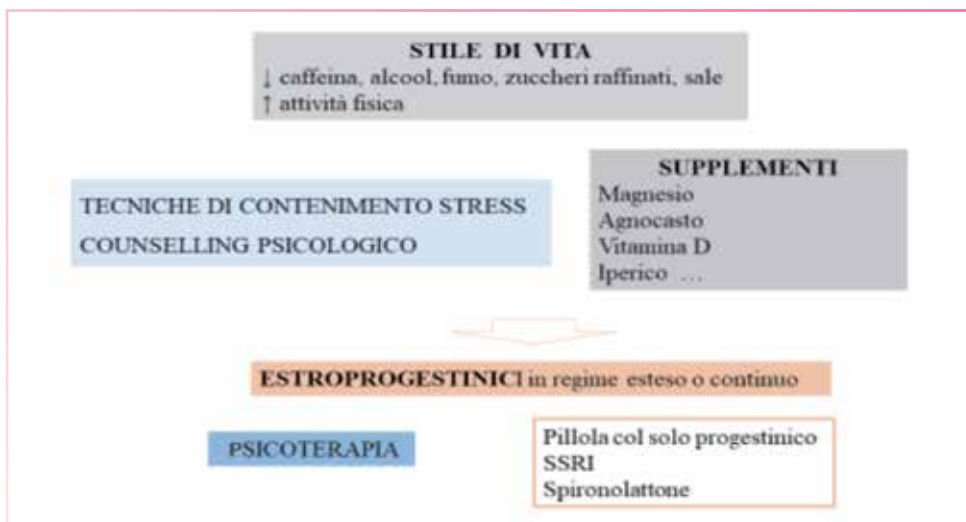 STILE DI VITA
↓ caffeina, alcool, fumo, zuccheri raffinati, sale
↑ attività fisica
TECNICHE DI CONTENIMENTO STRESS
COUNSELLING PSICOLOGICO
SUPPLEMENTI
Magnesio
Agnocasto
Vitamina D
Iperico ...
ESTROPROGESTINICI in regime esteso o continuo
PSICOTERAPIA
Pillola col solo progestinico
SSRI
Spironolattone